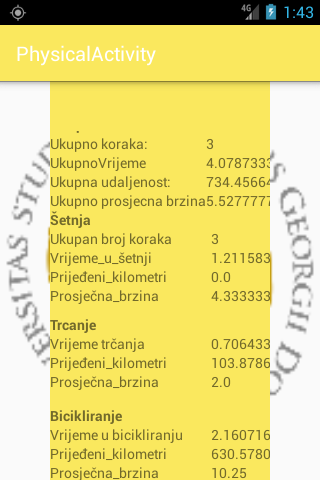 4G 1:43
PhysicalActivity
Ukupno koraka: 3
UkupnoVrijeme 4.0787333
Ukupna udaljenost: 734.45664
Ukupno prosjecna brzina 5.5277777
Šetnja
Ukupan broj koraka 3
Vrijeme_u_šetnji 1.211583
Prijeđeni_kilometri 0.0
Prosječna_brzina 4.333333
Trcanje
Vrijeme trčanja 0.706433
Prijeđeni_kilometri 103.8786
Prosječna_brzina 2.0
Bicikliranje
Vrijeme u bicikliranju 2.160716
Prijeđeni_kilometri 630.5780
Prosječna_brzina 10.25
ERSITAS STU
S GEORGII DO